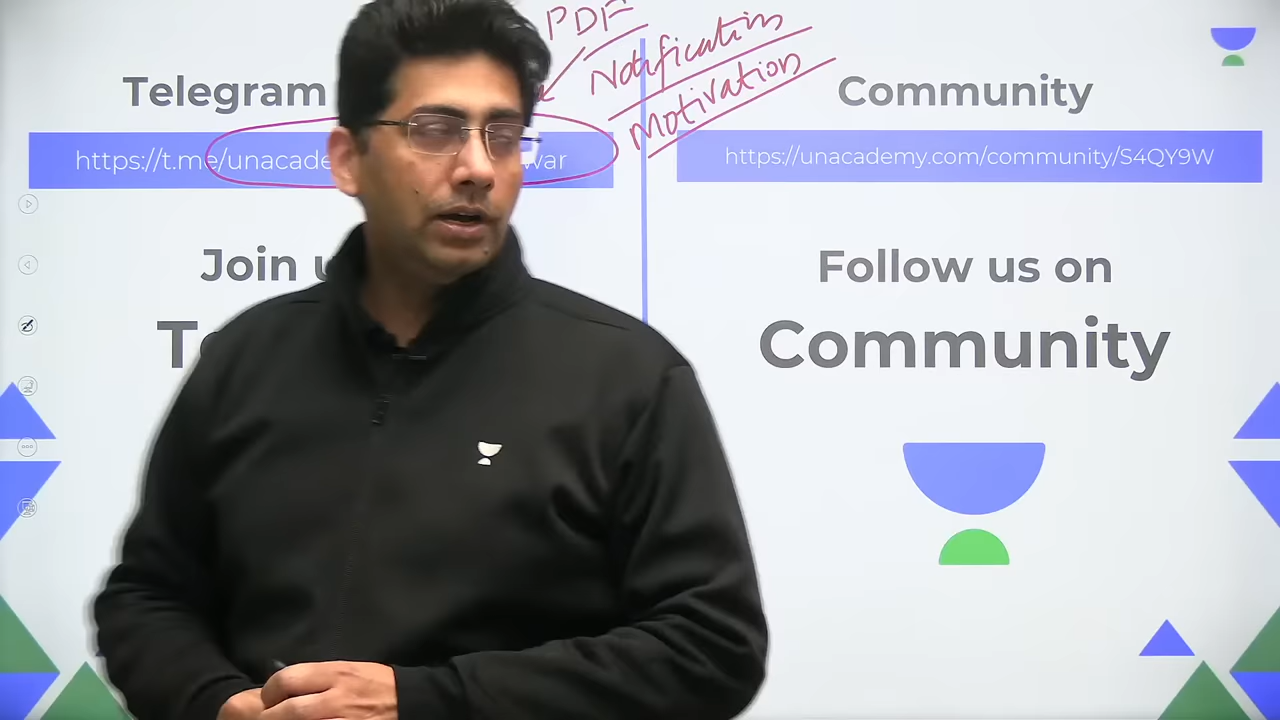 PDF
Notification
Motivation
Telegram
https://t.me/unacade
war
Join
Community
https://unacademy.com/community/S4QY9W
Follow us on
Community